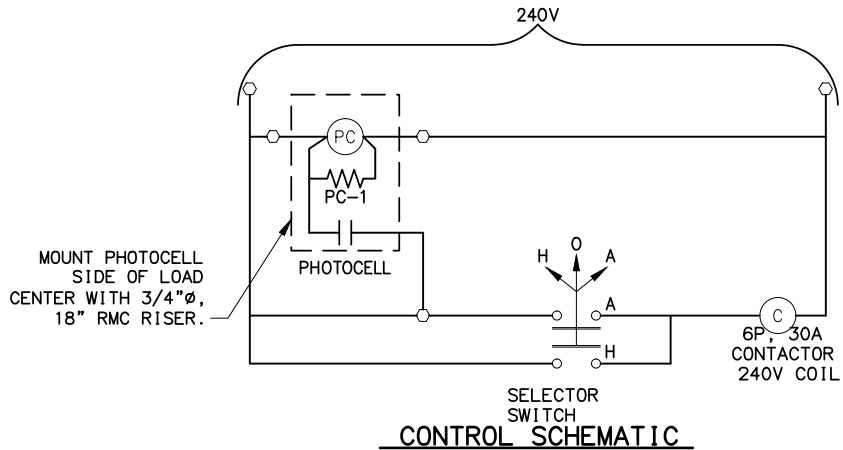 240V
PC
PC-1
PHOTOCELL
MOUNT PHOTOCELL
SIDE OF LOAD
CENTER WITH 3/4"Ø,
18" RMC RISER.
H
O
A
A
H
C
6P, 30A
CONTACTOR
240V COIL
SELECTOR
SWITCH
CONTROL SCHEMATIC